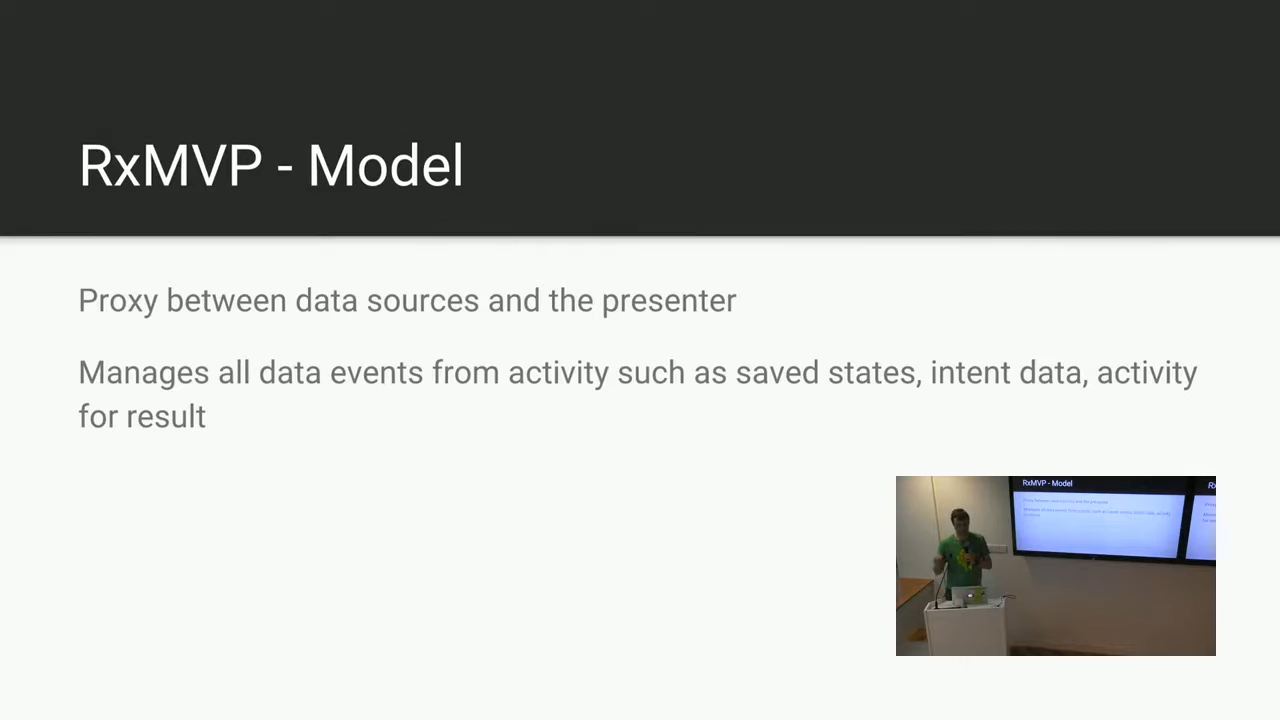 RxMVP - Model
Proxy between data sources and the presenter
Manages all data events from activity such as saved states, intent data, activity
for result
RxMVP - Model